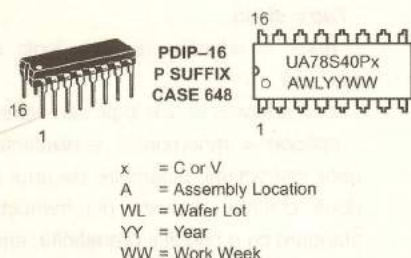 PDIP–16
P SUFFIX
CASE 648
16
1
16
UA78S40Px
AWLYYWW
1
x = C or V
A = Assembly Location
WL = Wafer Lot
YY = Year
WW = Work Week